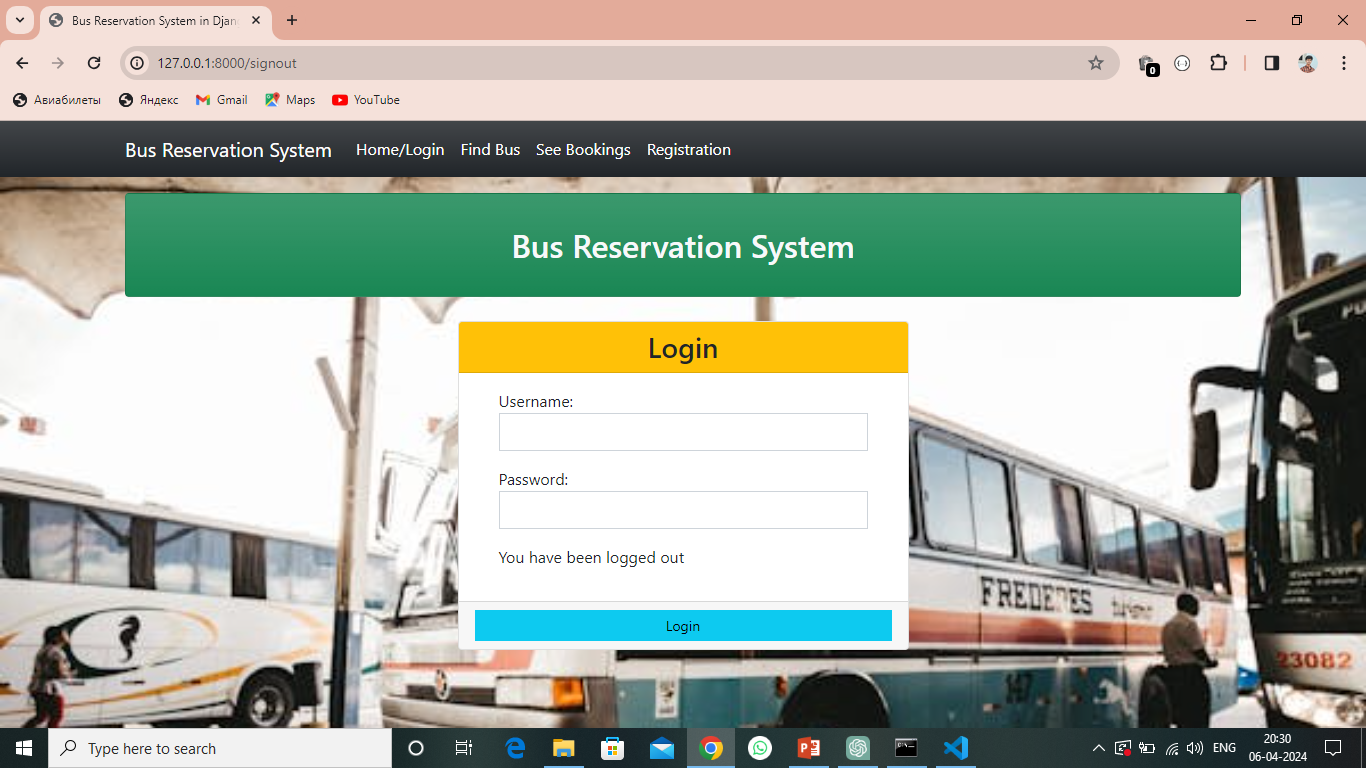 Bus Reservation System in Djan
127.0.0.1:8000/signout
0
Авиабилеты Яндекс Gmail Maps YouTube
Bus Reservation System Home/Login Find Bus See Bookings Registration
Bus Reservation System
Login
Username:
Password:
You have been logged out
Login
FREDERES
147
23082
Type here to search
ENG
20:30
06-04-2024